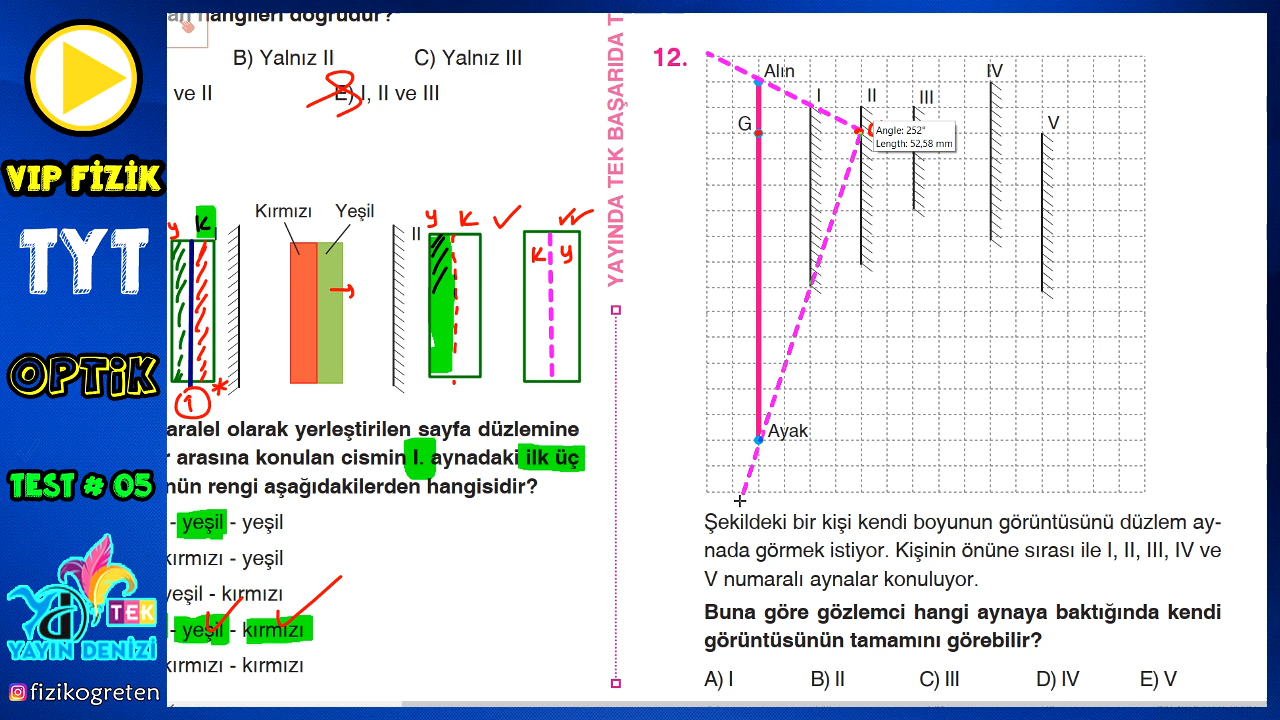 VIP FİZİK
TYT
OPTiK
TEST # 05
TEK
YAYIN DENİZİ
fizikogreten
hangileri doğrudur?
B) Yalnız II
C) Yalnız III
ve II
E) I, II ve III
y
K
I
Kırmızı
Yeşil
II
y
K
K
y
1
*
aralel olarak yerleştirilen sayfa düzlemine
r arasına konulan cismin I. aynadaki ilk üç
nün rengi aşağıdakilerden hangisidir?
- yeşil - yeşil
kırmızı - yeşil
yeşil - kırmızı
- yeşil - kırmızı
kırmızı - kırmızı
YAYINDA TEK BAŞARIDA T
12.
Alın
G
Ayak
I
II
III
IV
V
Angle: 252°
Length: 52,58 mm
Şekildeki bir kişi kendi boyunun görüntüsünü düzlem ay-
nada görmek istiyor. Kişinin önüne sırası ile I, II, III, IV ve
V numaralı aynalar konuluyor.
Buna göre gözlemci hangi aynaya baktığında kendi
görüntüsünün tamamını görebilir?
A) I
B) II
C) III
D) IV
E) V